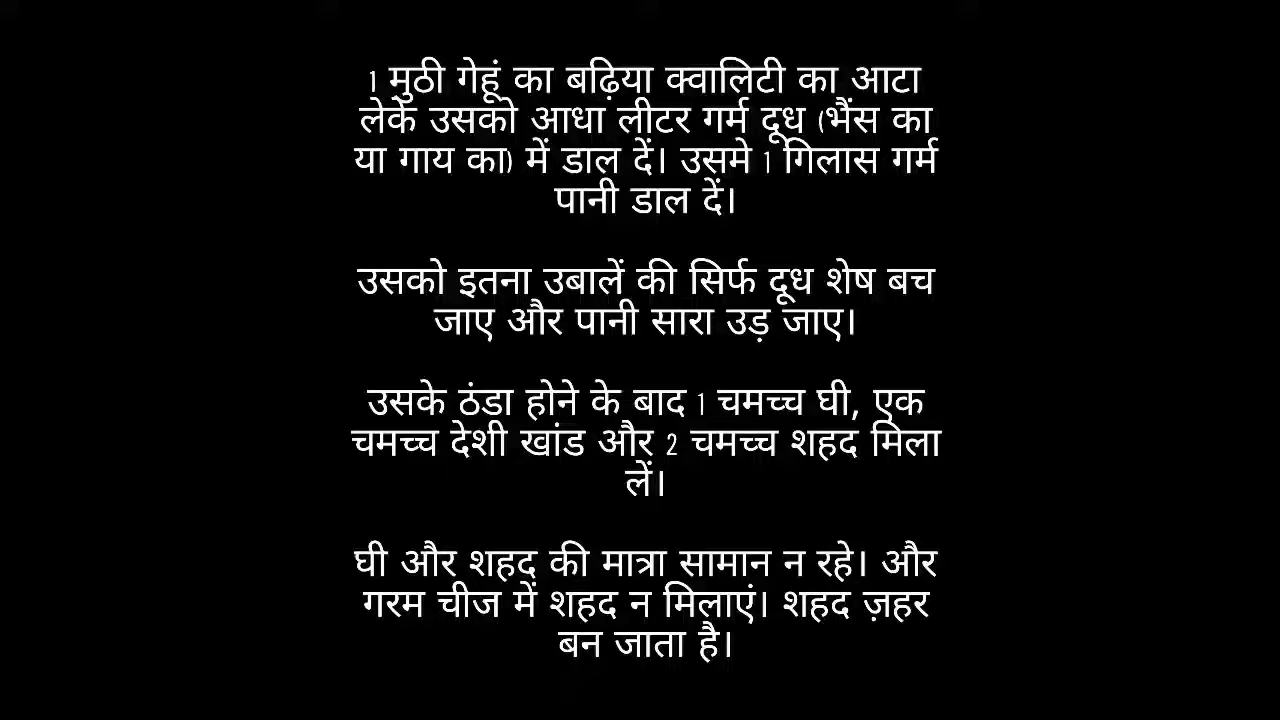 1 मुठी गेहूं का बढ़िया क्वालिटी का आटा
लेके उसको आधा लीटर गर्म दूध (भैंस का
या गाय का) में डाल दें। उसमे 1 गिलास गर्म
पानी डाल दें।
उसको इतना उबालें की सिर्फ दूध शेष बच
जाए और पानी सारा उड़ जाए।
उसके ठंडा होने के बाद 1 चमच्च घी, एक
चमच्च देशी खांड और 2 चमच्च शहद मिला
लें।
घी और शहद की मात्रा सामान न रहे। और
गरम चीज में शहद न मिलाएं। शहद ज़हर
बन जाता है।